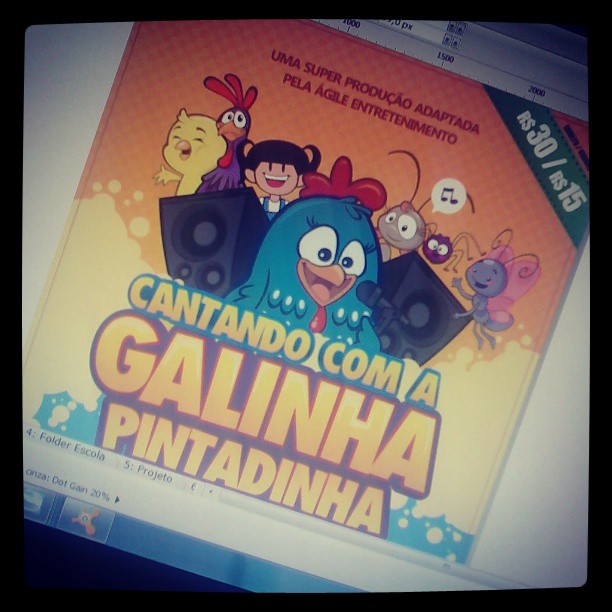 1000
1500
2000
UMA SUPER PRODUÇÃO ADAPTADA
PELA ÁGILE ENTRETENIMENTO
R$ 30 / R$ 15
CANTANDO COM A
GALINHA
PINTADINHA
4: Folder Escola
5: Projeto
Dot Gain 20%